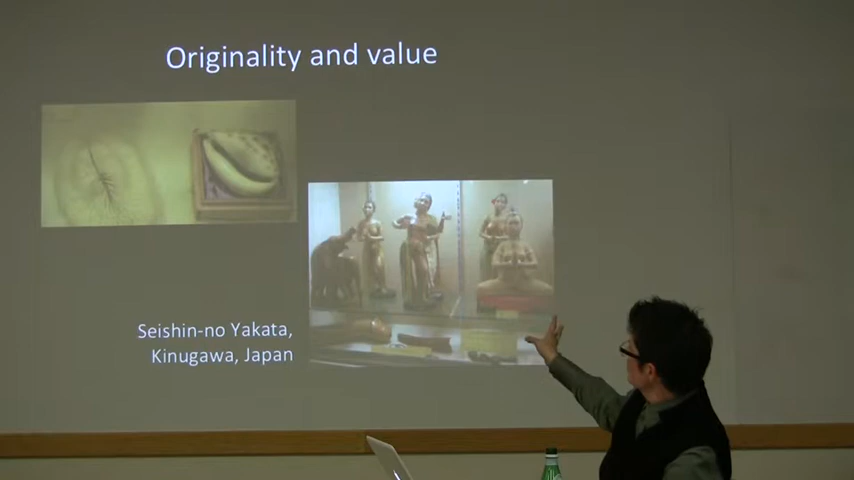 Originality and value
Seishin-no Yakata,
Kinugawa, Japan